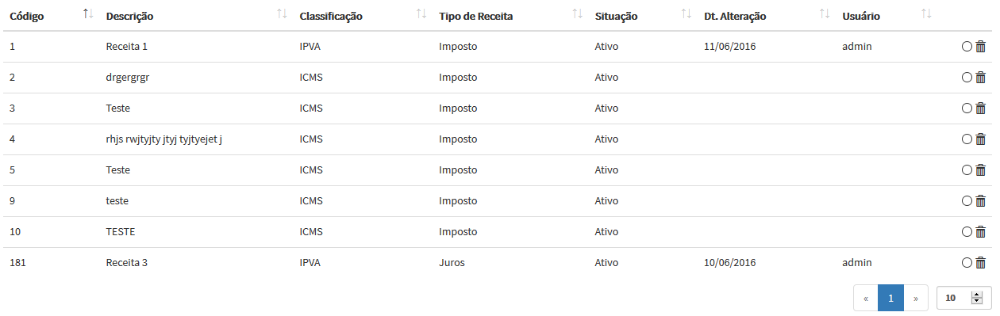 Código Descrição Classificação Tipo de Receita Situação Dt. Alteração Usuário
1 Receita 1 IPVA Imposto Ativo 11/06/2016 admin
2 drgergrgr ICMS Imposto Ativo
3 Teste ICMS Imposto Ativo
4 rhjs rwjtyjty jtyj tyjtyejet j ICMS Imposto Ativo
5 Teste ICMS Imposto Ativo
9 teste ICMS Imposto Ativo
10 TESTE ICMS Imposto Ativo
181 Receita 3 IPVA Juros Ativo 10/06/2016 admin
« 1 » 10